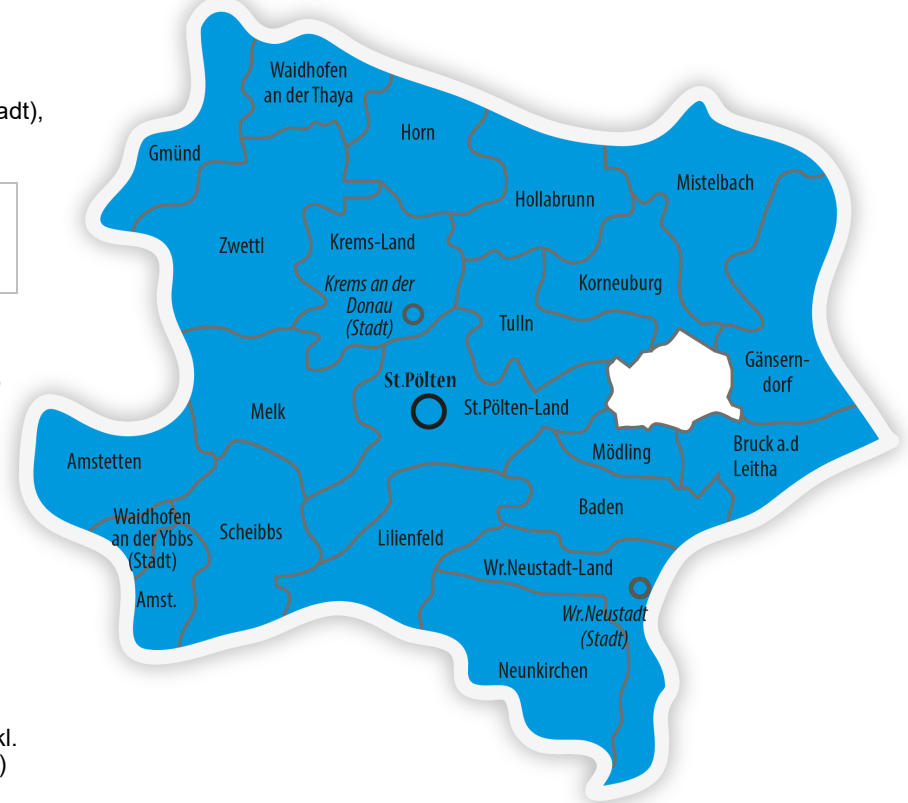 adt),
Waidhofen
an der Thaya
Horn
Gmünd
Mistelbach
Hollabrunn
Zwettl
Krems-Land
Krems an der
Donau
(Stadt)
Korneuburg
Tulln
Gänsern-
dorf
St.Pölten
St.Pölten-Land
Melk
Mödling
Bruck a.d
Leitha
Amstetten
Baden
Waidhofen
an der Ybbs
(Stadt)
Scheibbs
Lilienfeld
Wr.Neustadt-Land
Amst.
Wr.Neustadt
(Stadt)
Neunkirchen
kl.
)